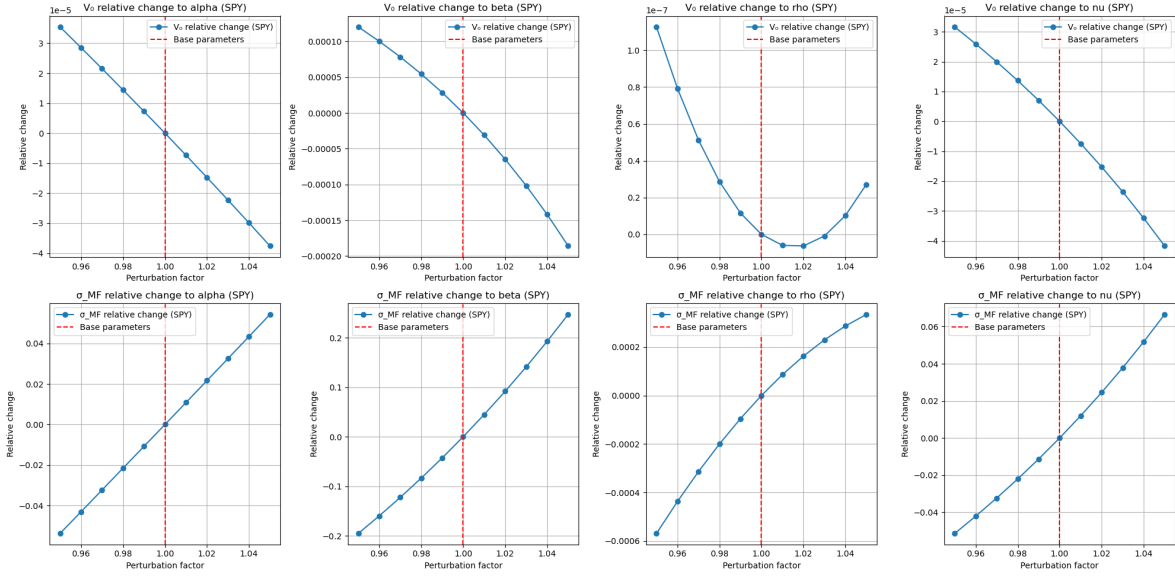 V₀ relative change to alpha (SPY)
1e−5
V₀ relative change (SPY)
Base parameters
3
2
1
0
−1
−2
−3
−4
Relative change
0.96 0.98 1.00 1.02 1.04
Perturbation factor
V₀ relative change to beta (SPY)
V₀ relative change (SPY)
Base parameters
0.00010
0.00005
0.00000
−0.00005
−0.00010
−0.00015
−0.00020
Relative change
0.96 0.98 1.00 1.02 1.04
Perturbation factor
V₀ relative change to rho (SPY)
1e−7
V₀ relative change (SPY)
Base parameters
1.0
0.8
0.6
0.4
0.2
0.0
Relative change
0.96 0.98 1.00 1.02 1.04
Perturbation factor
V₀ relative change to nu (SPY)
1e−5
V₀ relative change (SPY)
Base parameters
3
2
1
0
−1
−2
−3
−4
Relative change
0.96 0.98 1.00 1.02 1.04
Perturbation factor
σ_MF relative change to alpha (SPY)
σ_MF relative change (SPY)
Base parameters
0.04
0.02
0.00
−0.02
−0.04
Relative change
0.96 0.98 1.00 1.02 1.04
Perturbation factor
σ_MF relative change to beta (SPY)
σ_MF relative change (SPY)
Base parameters
0.2
0.1
0.0
−0.1
−0.2
Relative change
0.96 0.98 1.00 1.02 1.04
Perturbation factor
σ_MF relative change to rho (SPY)
σ_MF relative change (SPY)
Base parameters
0.0002
0.0000
−0.0002
−0.0004
−0.0006
Relative change
0.96 0.98 1.00 1.02 1.04
Perturbation factor
σ_MF relative change to nu (SPY)
σ_MF relative change (SPY)
Base parameters
0.06
0.04
0.02
0.00
−0.02
−0.04
Relative change
0.96 0.98 1.00 1.02 1.04
Perturbation factor